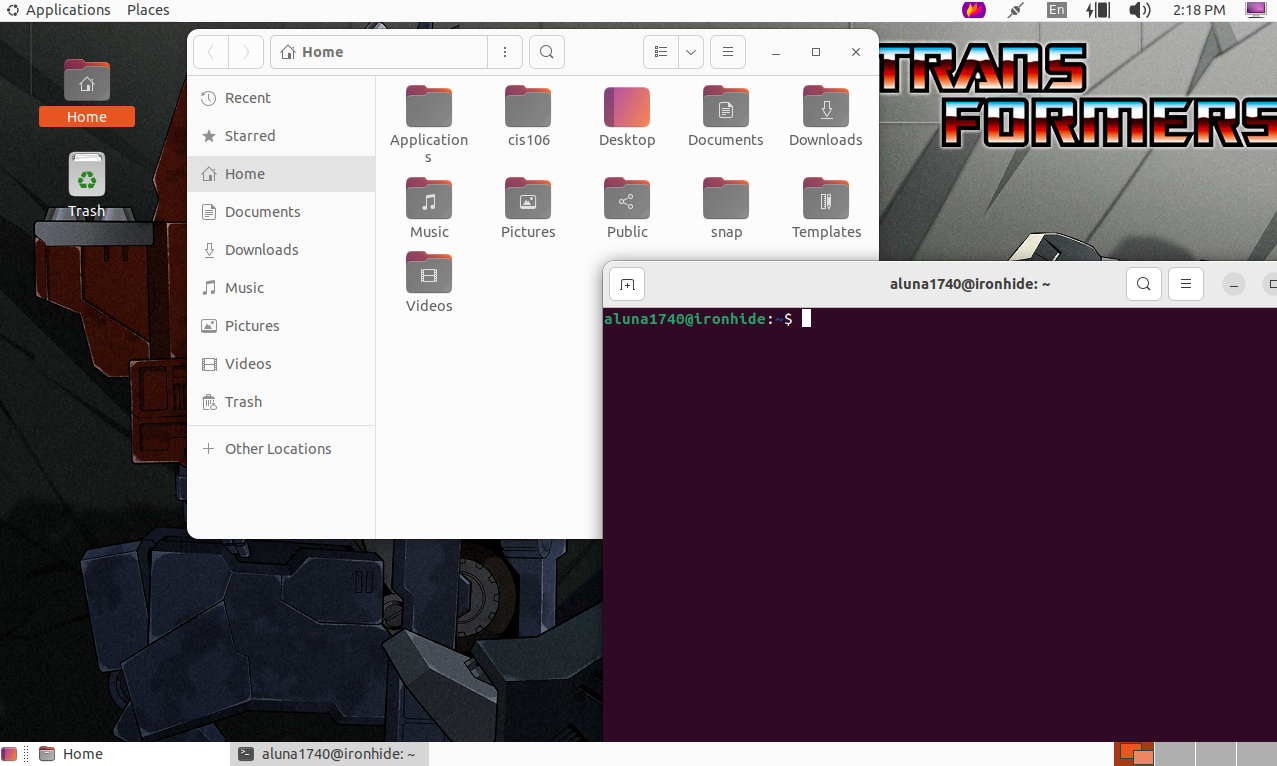 Applications Places En 2:18 PM
Home
Trash
Home
Recent
Starred
Home
Documents
Downloads
Music
Pictures
Videos
Trash
Other Locations
Application
s
cis106
Desktop
Documents
Downloads
Music
Pictures
Public
snap
Templates
Videos
TRANS
FORMERS
aluna1740@ironhide: ~
aluna1740@ironhide:~$
Home
aluna1740@ironhide: ~